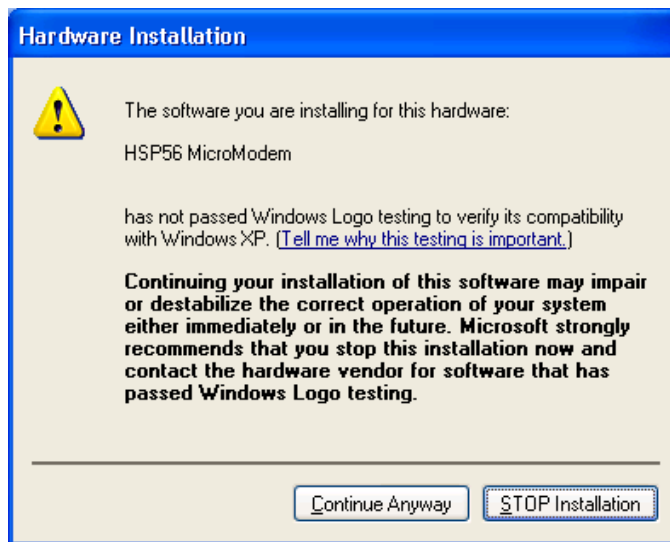 Hardware Installation
The software you are installing for this hardware:
HSP56 MicroModem
has not passed Windows Logo testing to verify its compatibility
with Windows XP. (Tell me why this testing is important.)
Continuing your installation of this software may impair
or destabilize the correct operation of your system
either immediately or in the future. Microsoft strongly
recommends that you stop this installation now and
contact the hardware vendor for software that has
passed Windows Logo testing.
Continue Anyway STOP Installation